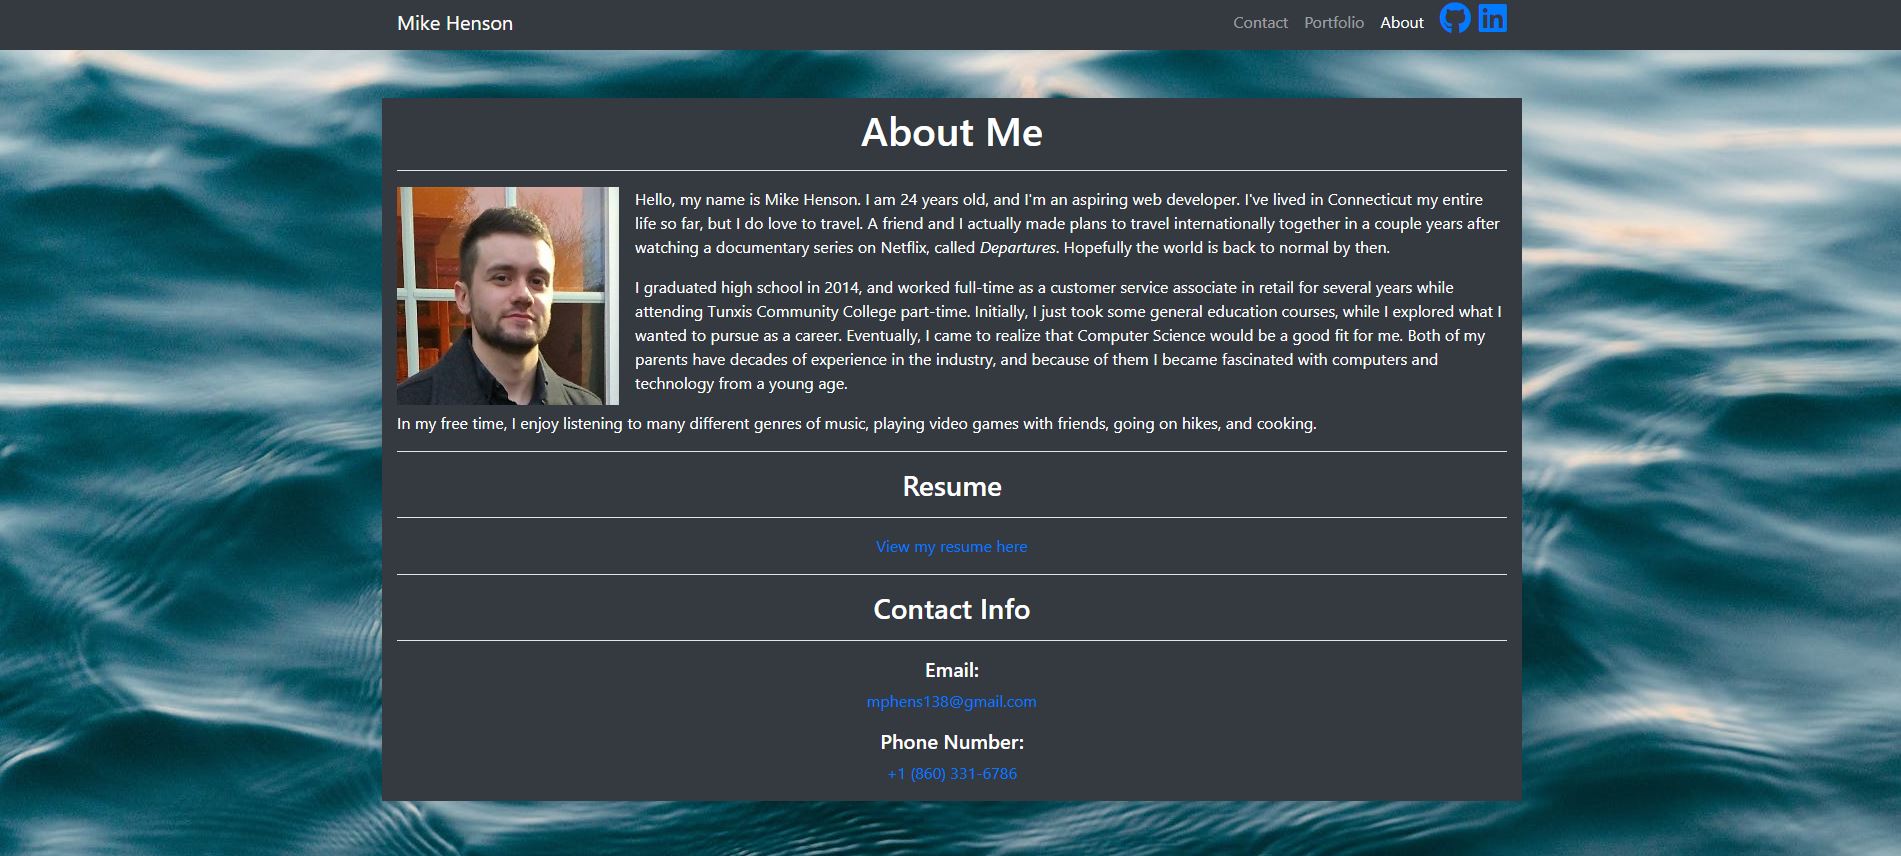 Mike Henson
Contact Portfolio About
About Me
Hello, my name is Mike Henson. I am 24 years old, and I'm an aspiring web developer. I've lived in Connecticut my entire
life so far, but I do love to travel. A friend and I actually made plans to travel internationally together in a couple years after
watching a documentary series on Netflix, called Departures. Hopefully the world is back to normal by then.
I graduated high school in 2014, and worked full-time as a customer service associate in retail for several years while
attending Tunxis Community College part-time. Initially, I just took some general education courses, while I explored what I
wanted to pursue as a career. Eventually, I came to realize that Computer Science would be a good fit for me. Both of my
parents have decades of experience in the industry, and because of them I became fascinated with computers and
technology from a young age.
In my free time, I enjoy listening to many different genres of music, playing video games with friends, going on hikes, and cooking.
Resume
View my resume here
Contact Info
Email:
mphens138@gmail.com
Phone Number:
+1 (860) 331-6786